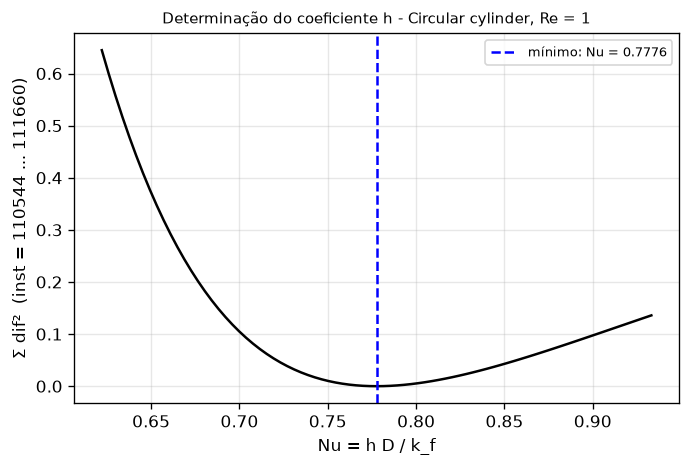 Determinação do coeficiente h - Circular cylinder, Re = 1
mínimo: Nu = 0.7776
Σ dif² (inst = 110544 ... 111660)
0.6
0.5
0.4
0.3
0.2
0.1
0.0
0.65 0.70 0.75 0.80 0.85 0.90
Nu = h D / k_f